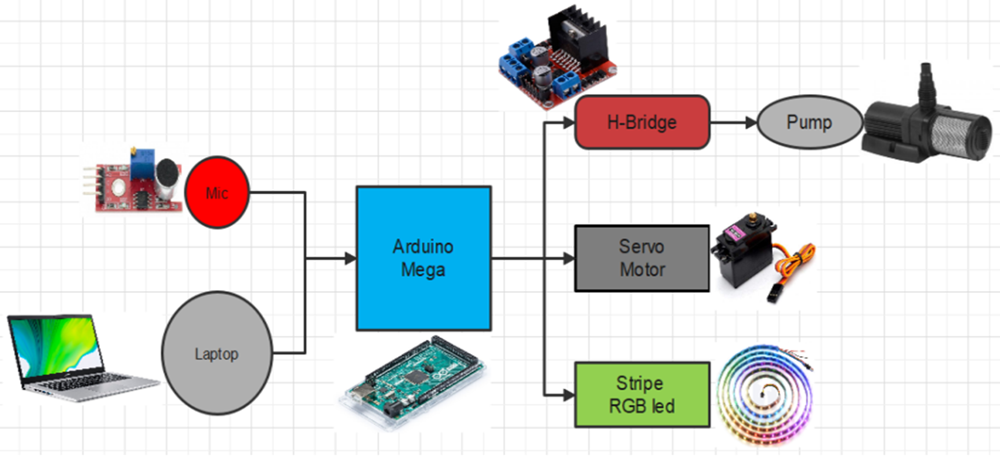 H-Bridge
Pump
Mic
Arduino
Mega
Servo
Motor
Laptop
Stripe
RGB led